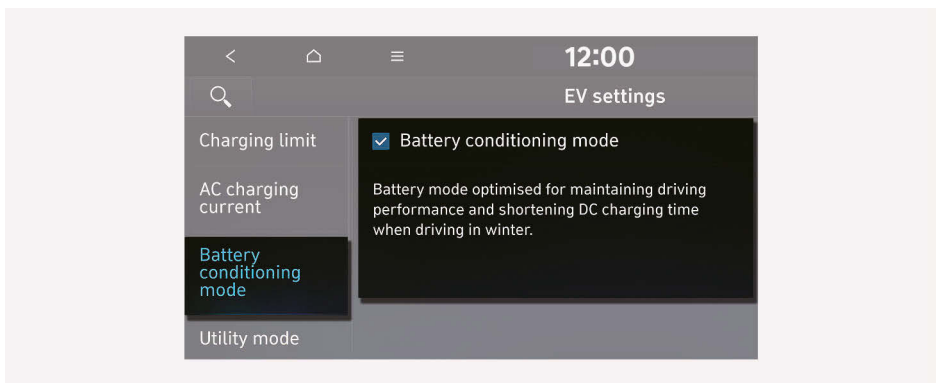 12:00
EV settings
Charging limit
AC charging
current
Battery
conditioning
mode
Utility mode
Battery conditioning mode
Battery mode optimised for maintaining driving
performance and shortening DC charging time
when driving in winter.